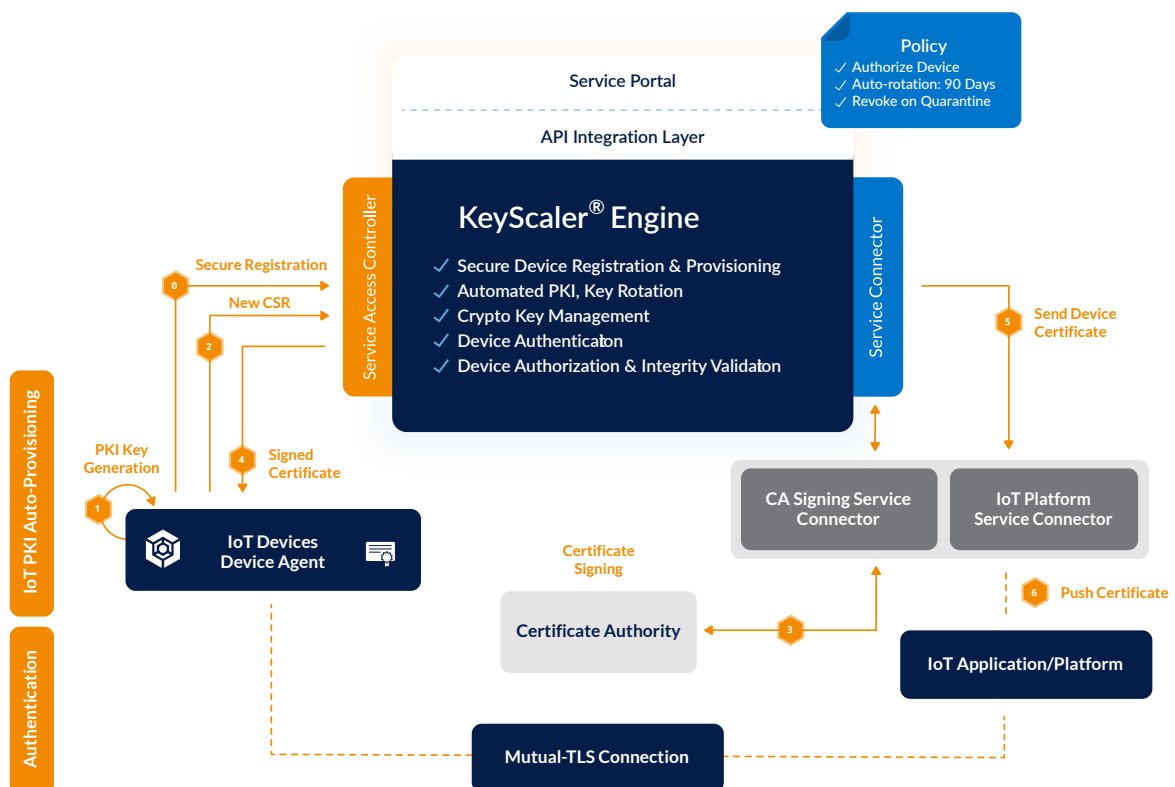 Policy
Authorize Device
Auto-rotation: 90 Days
Revoke on Quarantine
Service Portal
API Integration Layer
Service Access Controller
KeyScaler® Engine
Secure Device Registration & Provisioning
Automated PKI, Key Rotation
Crypto Key Management
Device Authentication
Device Authorization & Integrity Validaton
Service Connector
0
Secure Registration
New CSR
2
4
Signed
Certificate
5
Send Device
Certificate
IoT PKI Auto-Provisioning
PKI Key
Generation
1
IoT Devices
Device Agent
CA Signing Service
Connector
IoT Platform
Service Connector
Certificate
Signing
Certificate Authority
3
6
Push Certificate
IoT Application/Platform
Authentication
Mutual-TLS Connection